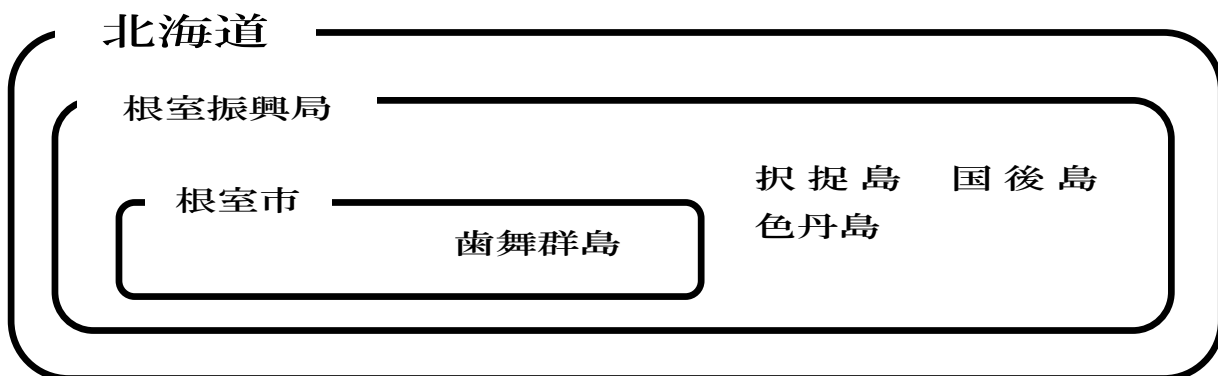 北海道
根室振興局
択捉島 国後島
根室市
色丹島
歯舞群島